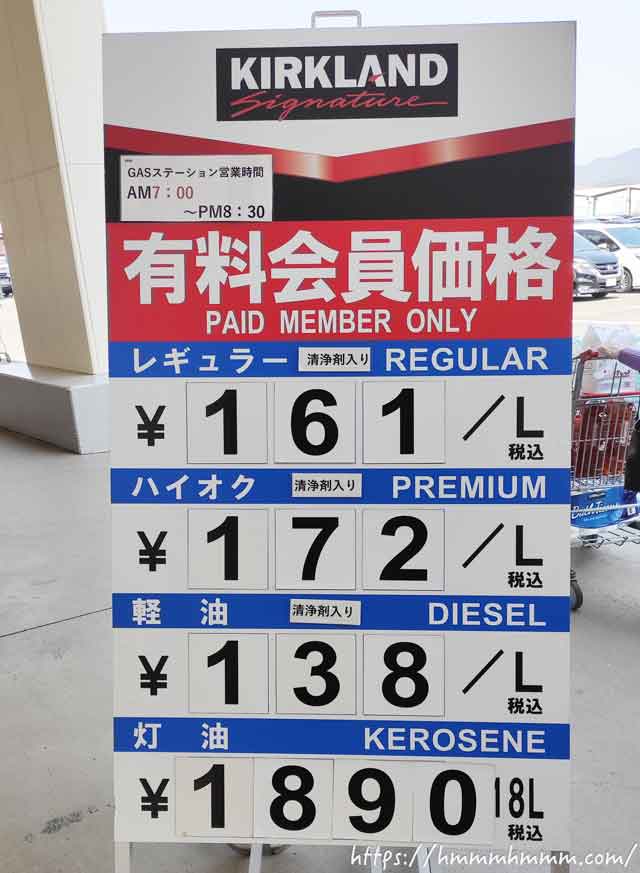 KIRKLAND
Signature
GASステーション営業時間
AM7：00
～PM8：30
有料会員価格
PAID MEMBER ONLY
レギュラー 清浄剤入り REGULAR
￥161／L
税込
ハイオク 清浄剤入り PREMIUM
￥172／L
税込
軽油 清浄剤入り DIESEL
￥138／L
税込
灯油 KEROSENE
￥1890 18L
税込
https://hmmmhmmm.com/